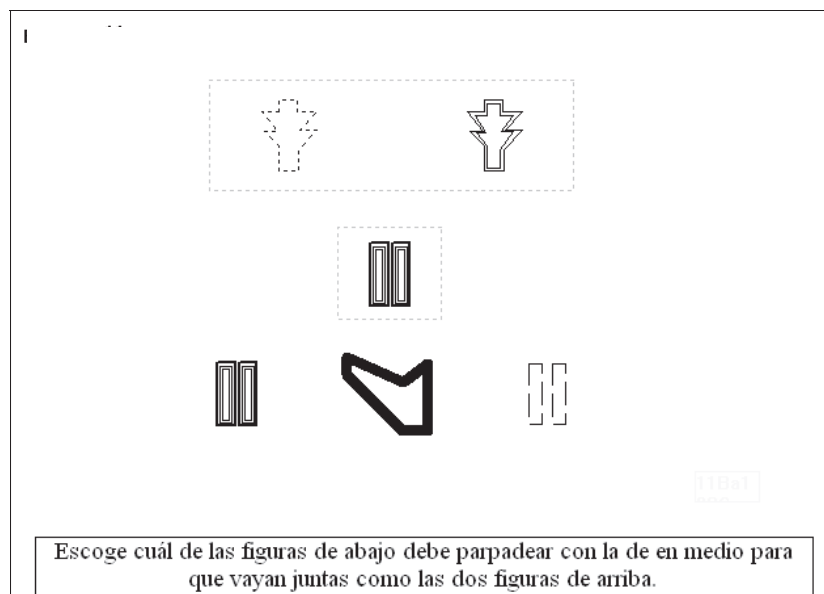 Escoge cuál de las figuras de abajo debe parpadear con la de en medio para
que vayan juntas como las dos figuras de arriba.